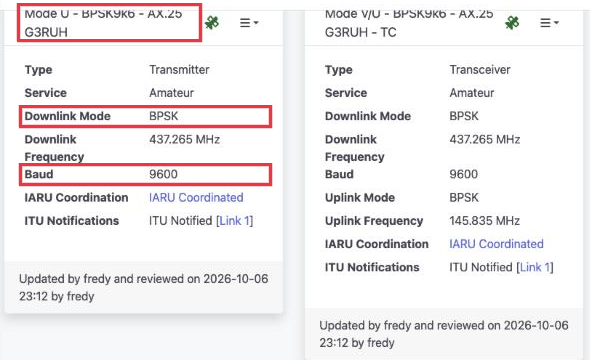 Mode U - BPSK9k6 - AX.25
G3RUH
Type Transmitter
Service Amateur
Downlink Mode BPSK
Downlink 437.265 MHz
Frequency
Baud 9600
IARU Coordination IARU Coordinated
ITU Notifications ITU Notified [Link 1]
Updated by fredy and reviewed on 2026-10-06
23:12 by fredy
Mode V/U - BPSK9k6 - AX.25
G3RUH - TC
Type Transceiver
Service Amateur
Downlink Mode BPSK
Downlink 437.265 MHz
Frequency
Baud 9600
Uplink Mode BPSK
Uplink Frequency 145.835 MHz
IARU Coordination IARU Coordinated
ITU Notifications ITU Notified [Link 1]
Updated by fredy and reviewed on 2026-10-06
23:12 by fredy